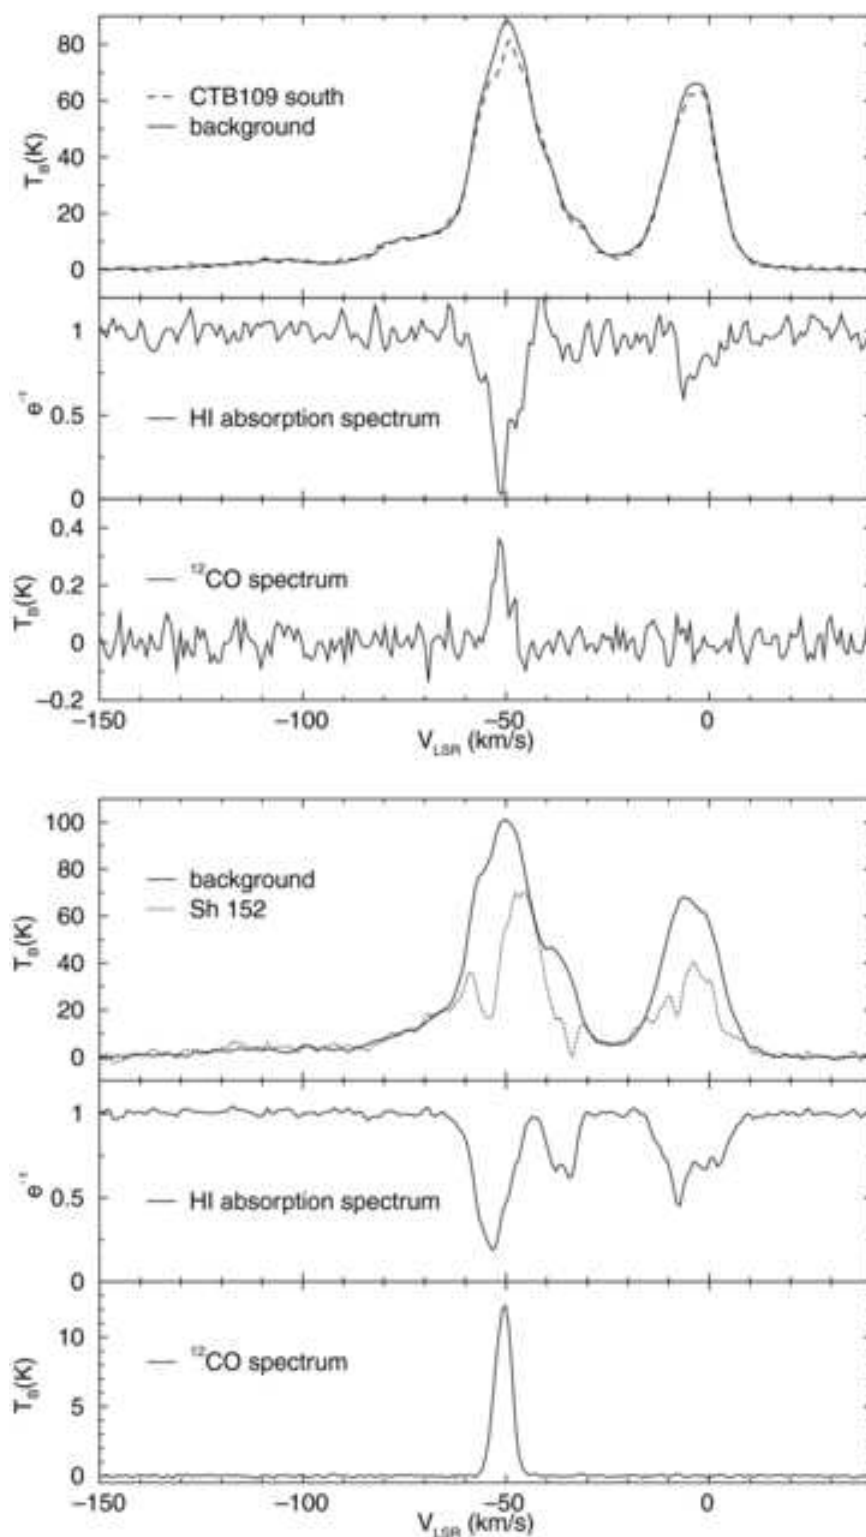 80
60
40
20
0
T_B(K)
CTB109 south
background
1
0.5
0
e^-τ
HI absorption spectrum
0.4
0.2
0
−0.2
T_B(K)
¹²CO spectrum
−150 −100 −50 0
V_LSR (km/s)
100
80
60
40
20
0
T_B(K)
background
Sh 152
1
0.5
0
e^-τ
HI absorption spectrum
10
5
0
T_B(K)
¹²CO spectrum
−150 −100 −50 0
V_LSR (km/s)